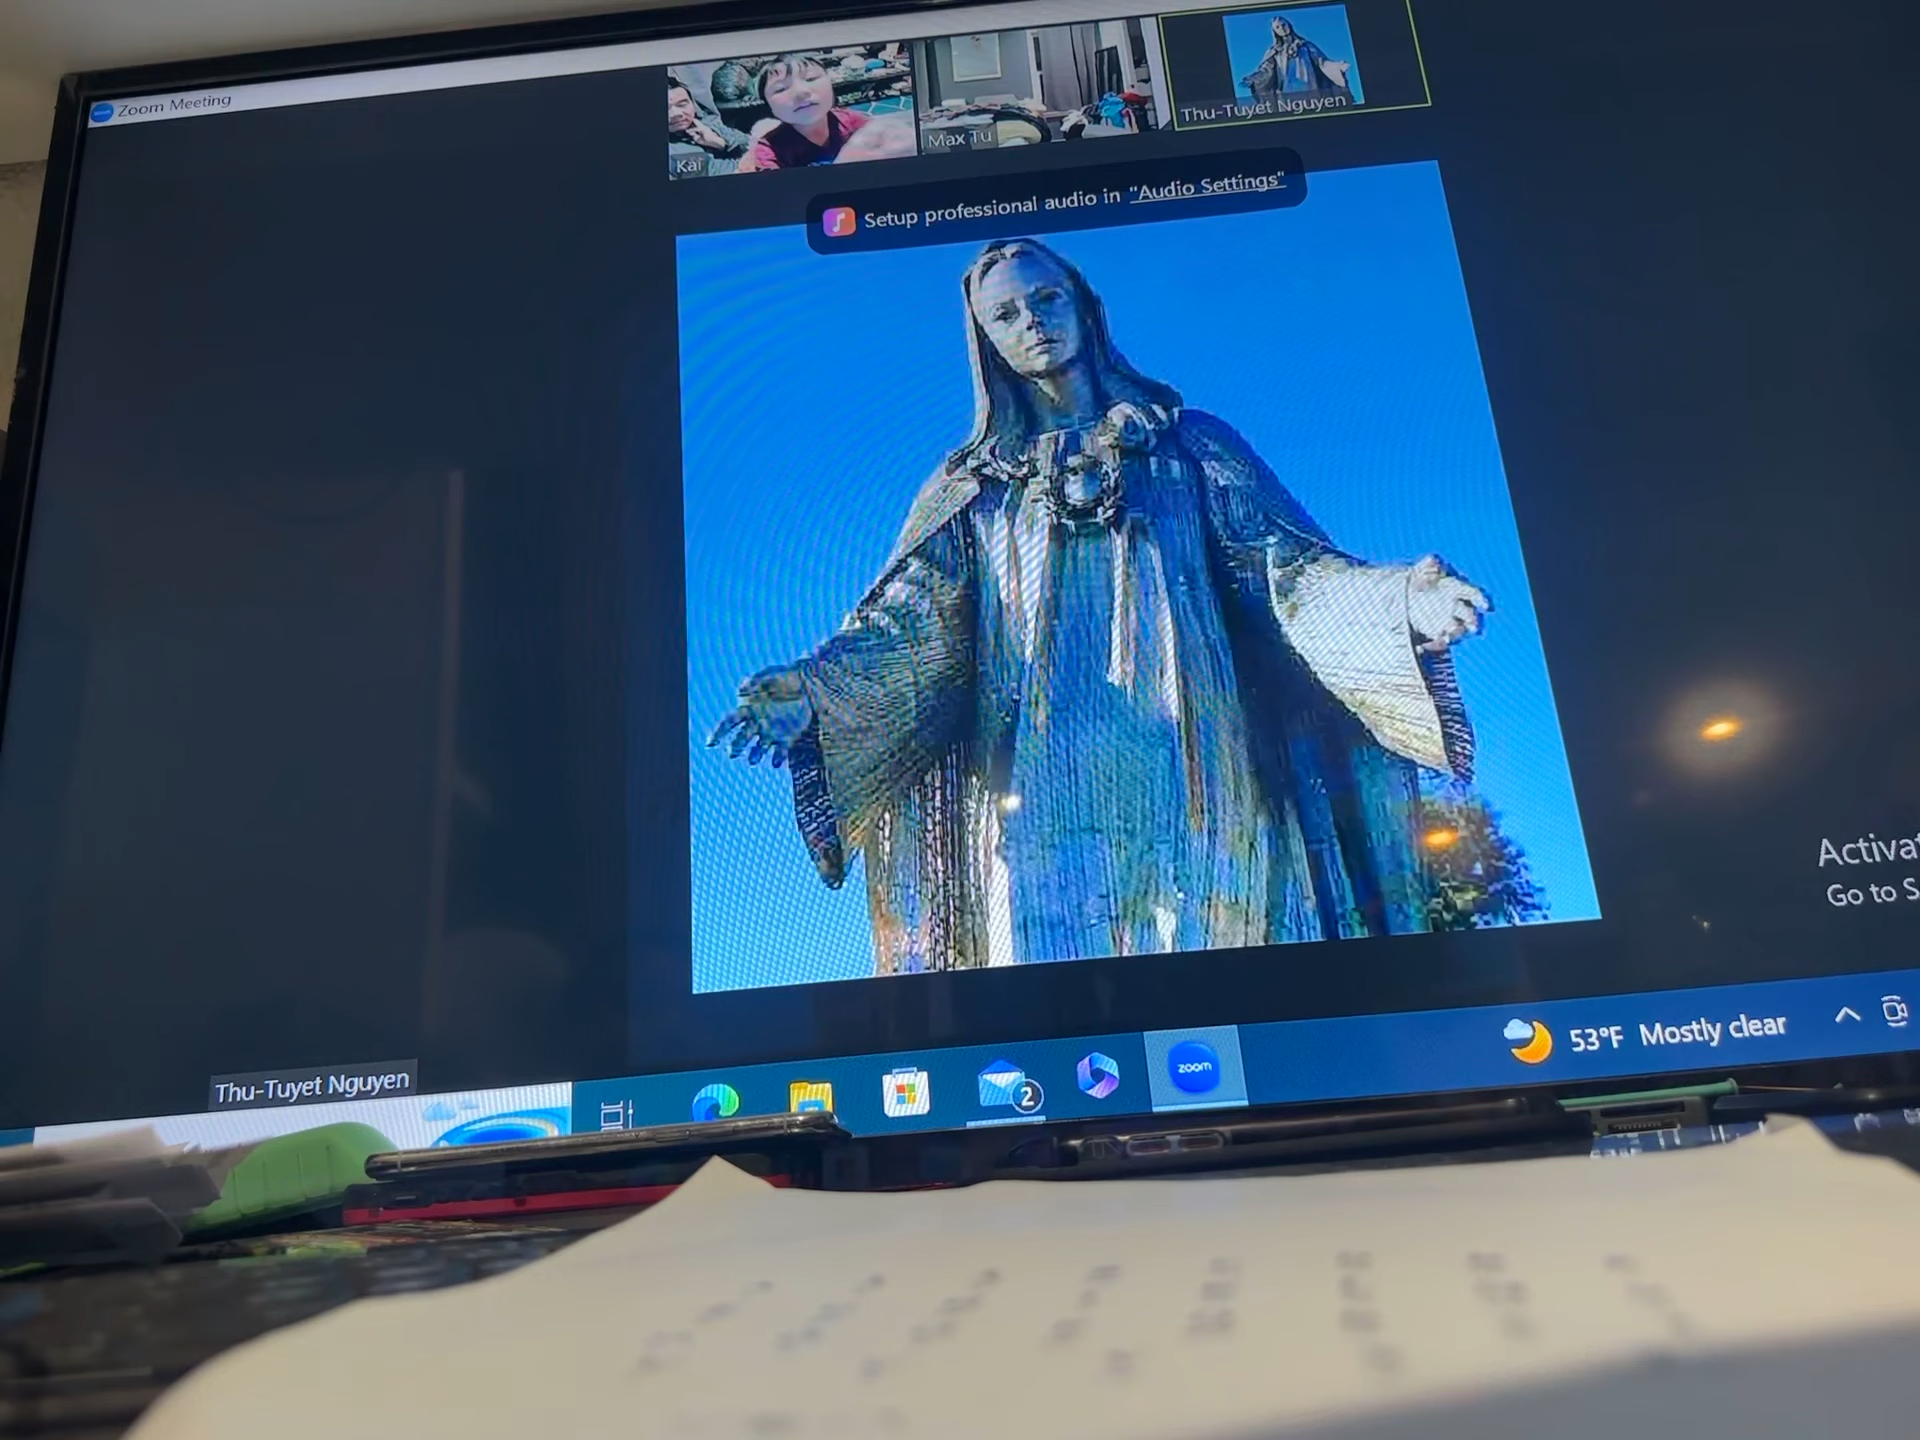 Zoom Meeting
Kai
Max Tu
Thu-Tuyet Nguyen
Setup professional audio in "Audio Settings"
Activa
Go to S
Thu-Tuyet Nguyen
2
zoom
53°F Mostly clear